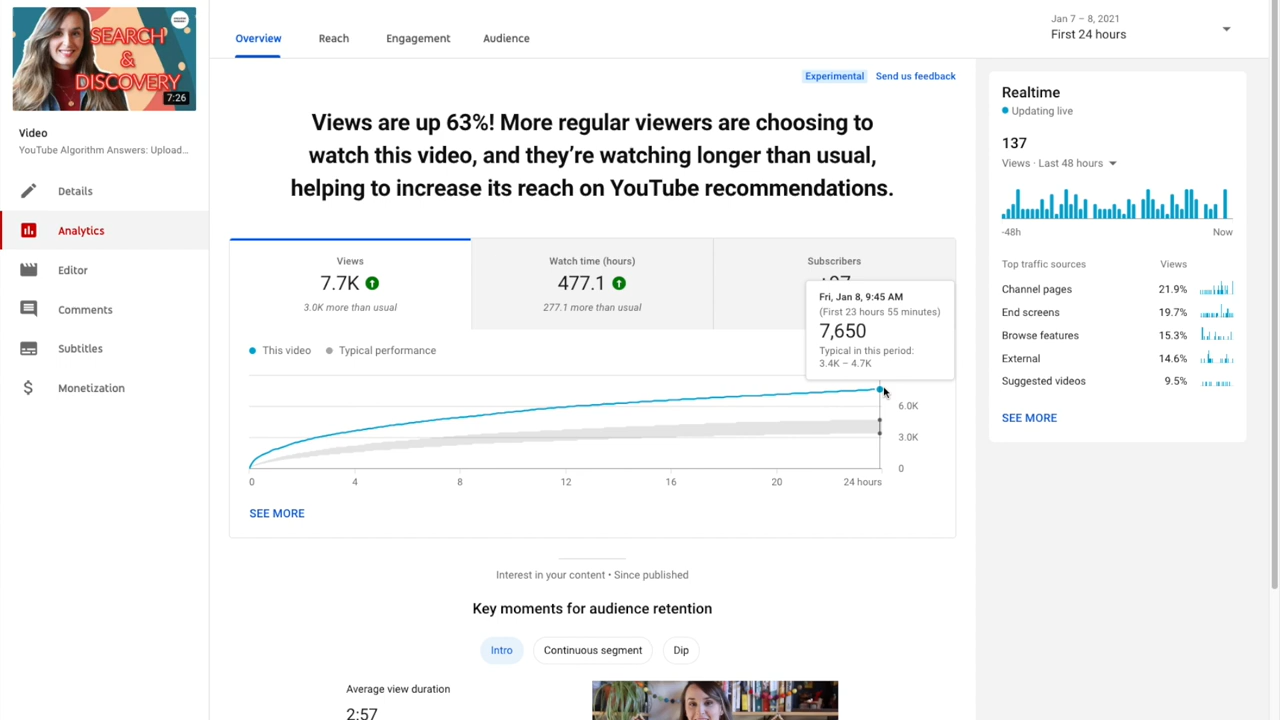 SEARCH
&
DISCOVERY
7:26
Video
YouTube Algorithm Answers: Upload...
Details
Analytics
Editor
Comments
Subtitles
Monetization
Overview
Reach
Engagement
Audience
Jan 7 – 8, 2021
First 24 hours
Experimental
Send us feedback
Views are up 63%! More regular viewers are choosing to
watch this video, and they're watching longer than usual,
helping to increase its reach on YouTube recommendations.
Views
7.7K
3.0K more than usual
Watch time (hours)
477.1
277.1 more than usual
Subscribers
Fri, Jan 8, 9:45 AM
(First 23 hours 55 minutes)
7,650
Typical in this period:
3.4K – 4.7K
This video
Typical performance
6.0K
3.0K
0
0
4
8
12
16
20
24 hours
SEE MORE
Interest in your content • Since published
Key moments for audience retention
Intro
Continuous segment
Dip
Average view duration
2:57
Realtime
Updating live
137
Views · Last 48 hours
-48h
Now
Top traffic sources
Views
Channel pages
21.9%
End screens
19.7%
Browse features
15.3%
External
14.6%
Suggested videos
9.5%
SEE MORE